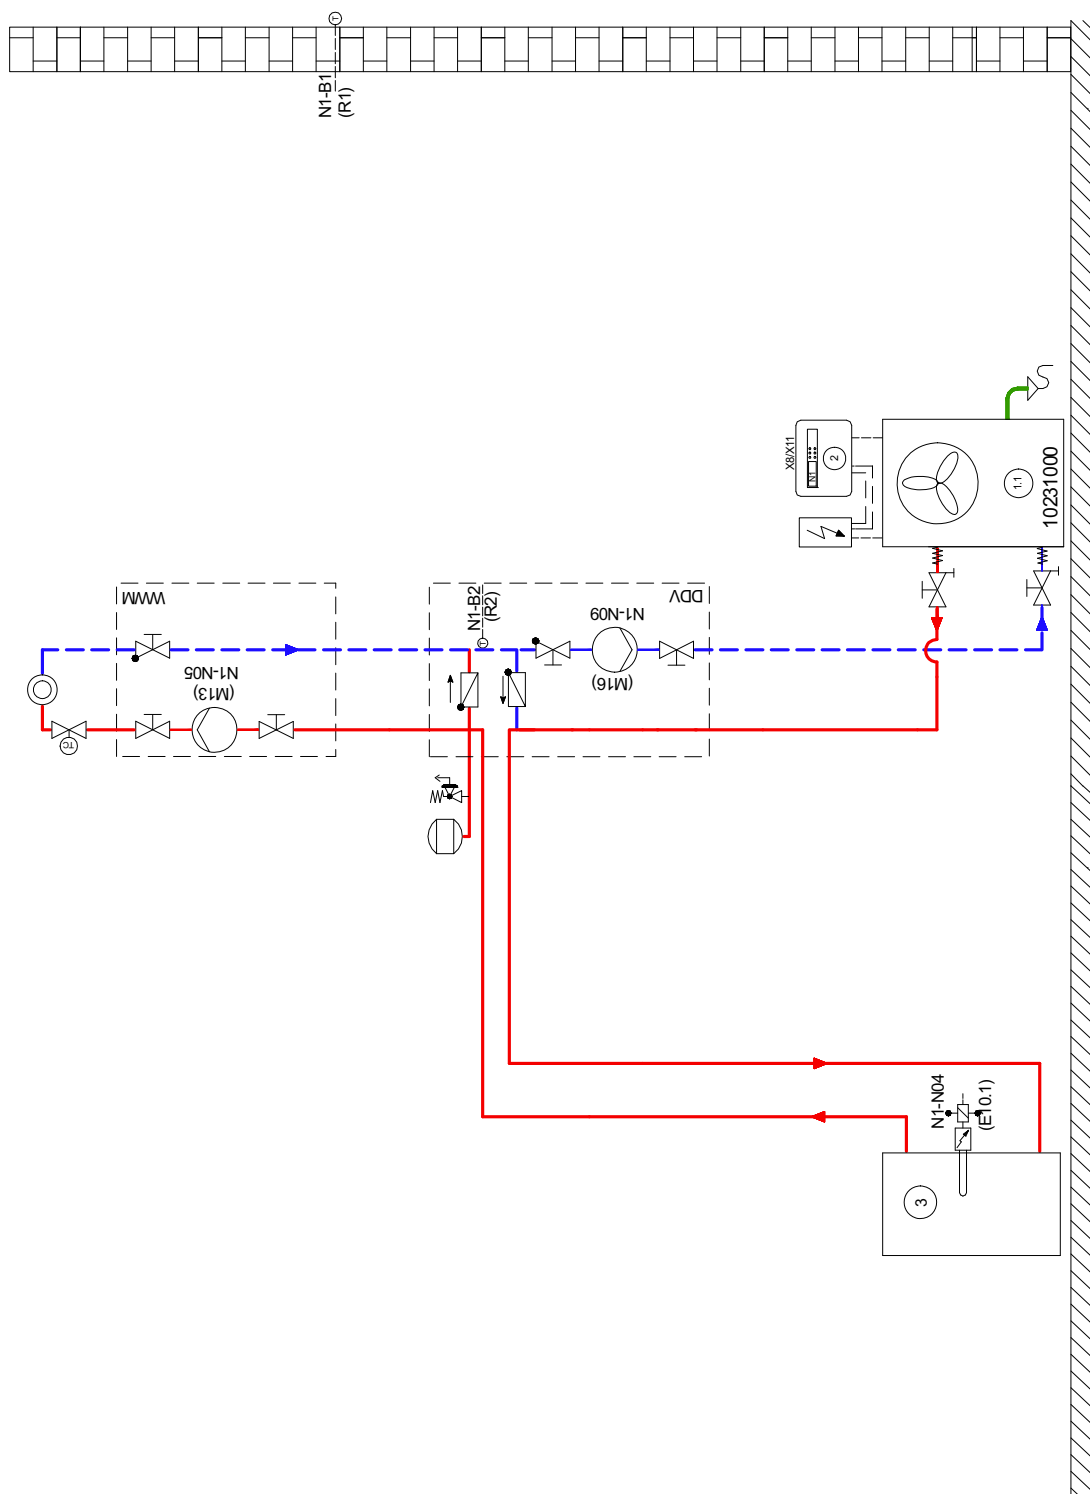 T
N1-B1
(R1)
WWM
N1-N05
(M13)
TC
N1-B2
(R2)
T
DDV
N1-N09
(M16)
X8/X11
N1
2
1.1
10231000
N1-N04
(E10.1)
3